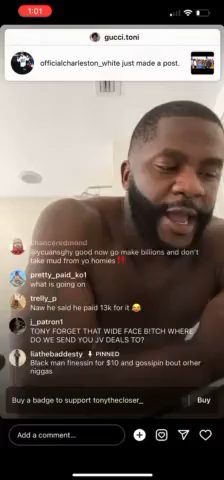 1:01
gucci.toni
officialcharleston_white just made a post.
chanceredmond
@ycuanaghy good now go make billions and don't
take mud from yo homies ‼️
pretty_paid_ko1
what is going on
trelly_p
Naw he said he paid 13k for it 😂
j_patron1
TONY FORGET THAT WIDE FACE B!TCH WHERE
DO WE SEND YOU JV DEALS TO?
liathebaddesty PINNED
Black man finessin for $10 and gossipin bout orher
niggas
Buy a badge to support tonythecloser_ Buy
Add a comment...